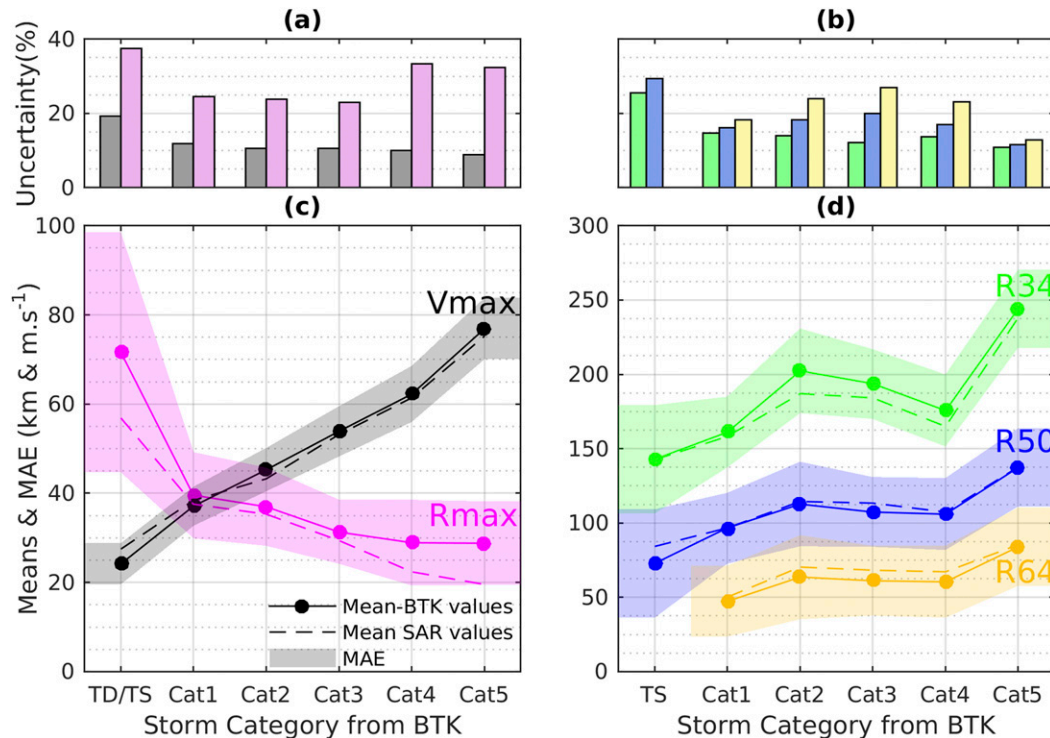 (a)
(b)
Uncertainty(%)
40
20
0
(c)
(d)
Means & MAE (km & m.s-1)
100
80
60
40
20
0
300
250
200
150
100
50
0
Vmax
Rmax
R34
R50
R64
Mean-BTK values
Mean SAR values
MAE
TD/TS Cat1 Cat2 Cat3 Cat4 Cat5
TS Cat1 Cat2 Cat3 Cat4 Cat5
Storm Category from BTK
Storm Category from BTK